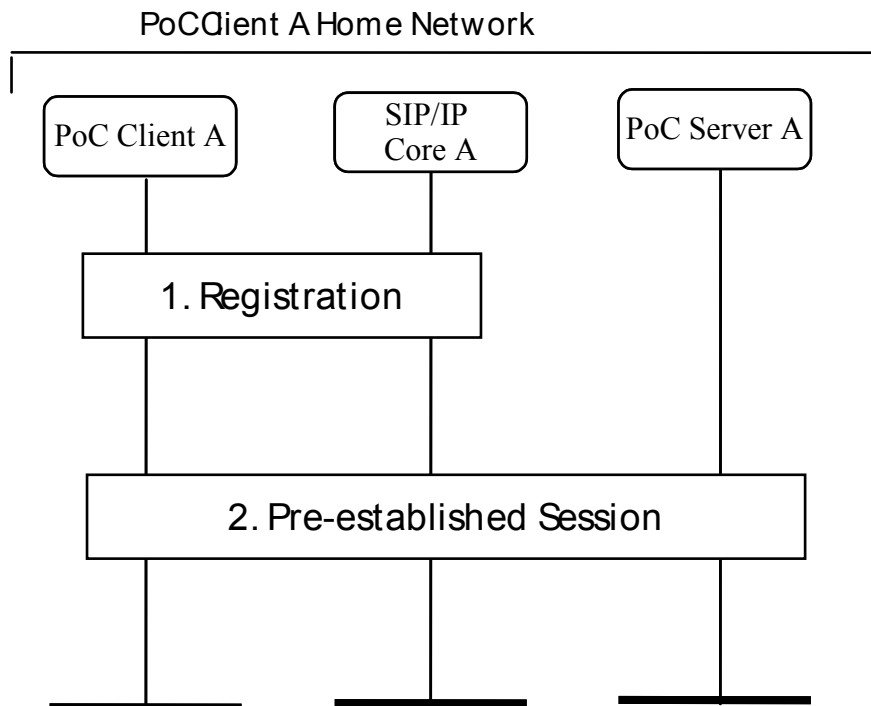 PoCClient A Home Network
PoC Client A
SIP/IP
Core A
PoC Server A
1. Registration
2. Pre-established Session